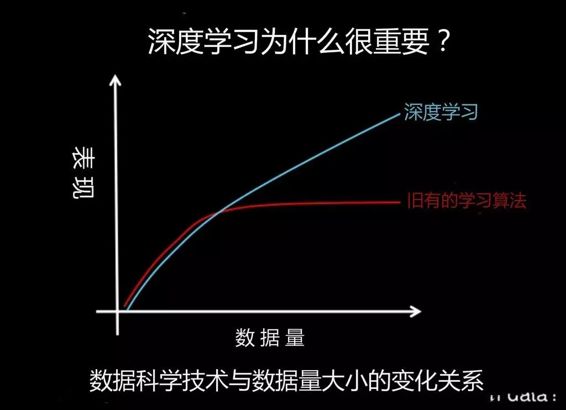 深度学习为什么很重要？
深度学习
表现
旧有的学习算法
数据量
数据科学技术与数据量大小的变化关系